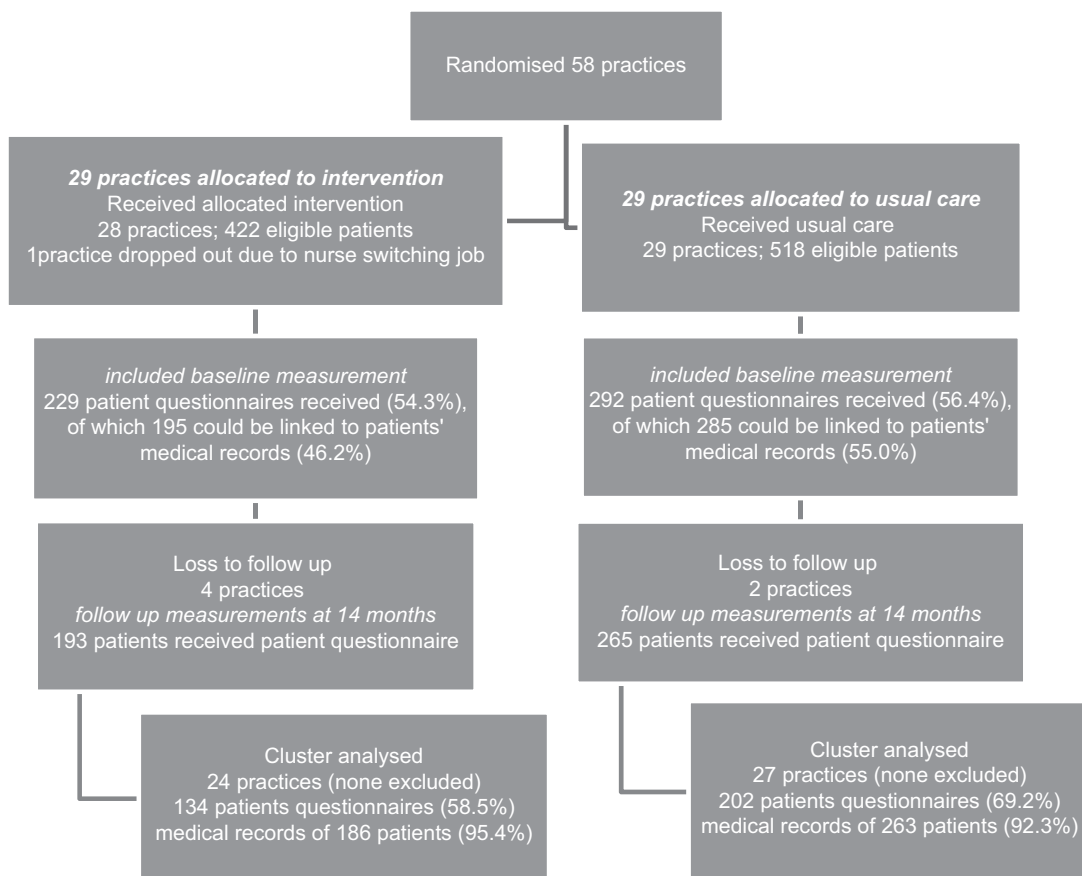 Randomised 58 practices
29 practices allocated to intervention
Received allocated intervention
28 practices; 422 eligible patients
1practice dropped out due to nurse switching job
29 practices allocated to usual care
Received usual care
29 practices; 518 eligible patients
included baseline measurement
229 patient questionnaires received (54.3%),
of which 195 could be linked to patients'
medical records (46.2%)
included baseline measurement
292 patient questionnaires received (56.4%),
of which 285 could be linked to patients'
medical records (55.0%)
Loss to follow up
4 practices
follow up measurements at 14 months
193 patients received patient questionnaire
Loss to follow up
2 practices
follow up measurements at 14 months
265 patients received patient questionnaire
Cluster analysed
24 practices (none excluded)
134 patients questionnaires (58.5%)
medical records of 186 patients (95.4%)
Cluster analysed
27 practices (none excluded)
202 patients questionnaires (69.2%)
medical records of 263 patients (92.3%)